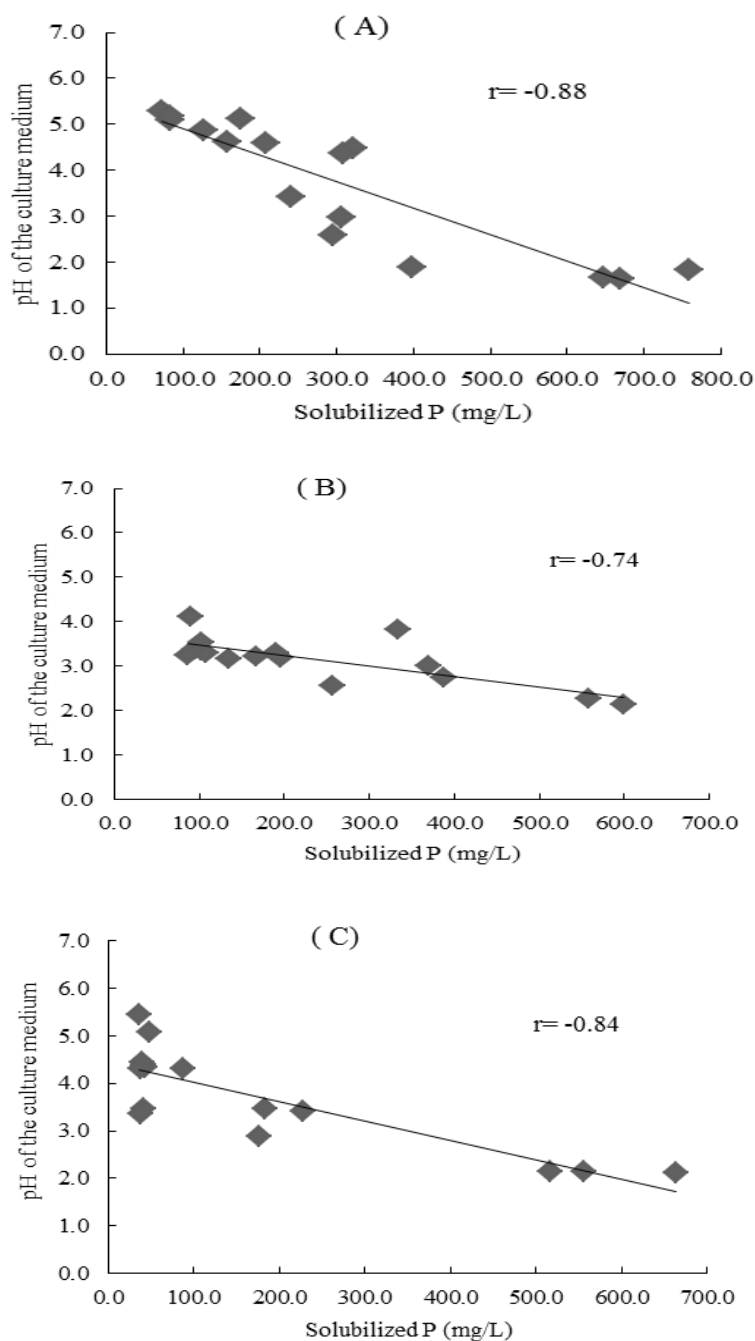 ( A)
7.0
6.0
5.0
4.0
3.0
2.0
1.0
0.0
pH of the culture medium
r= -0.88
0.0 100.0 200.0 300.0 400.0 500.0 600.0 700.0 800.0
Solubilized P (mg/L)
( B)
7.0
6.0
5.0
4.0
3.0
2.0
1.0
0.0
pH of the culture medium
r= -0.74
0.0 100.0 200.0 300.0 400.0 500.0 600.0 700.0
Solubilized P (mg/L)
( C)
7.0
6.0
5.0
4.0
3.0
2.0
1.0
0.0
pH of the culture medium
r= -0.84
0.0 100.0 200.0 300.0 400.0 500.0 600.0 700.0
Solubilized P (mg/L)